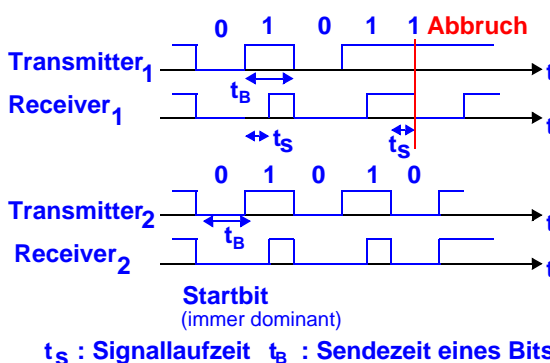 0 1 0 1 1 Abbruch
Transmitter1 t
tB
Receiver1 t
tS tS
0 1 0 1 0
Transmitter2 t
tB
Receiver2 t
Startbit
(immer dominant)
tS : Signallaufzeit tB : Sendezeit eines Bits